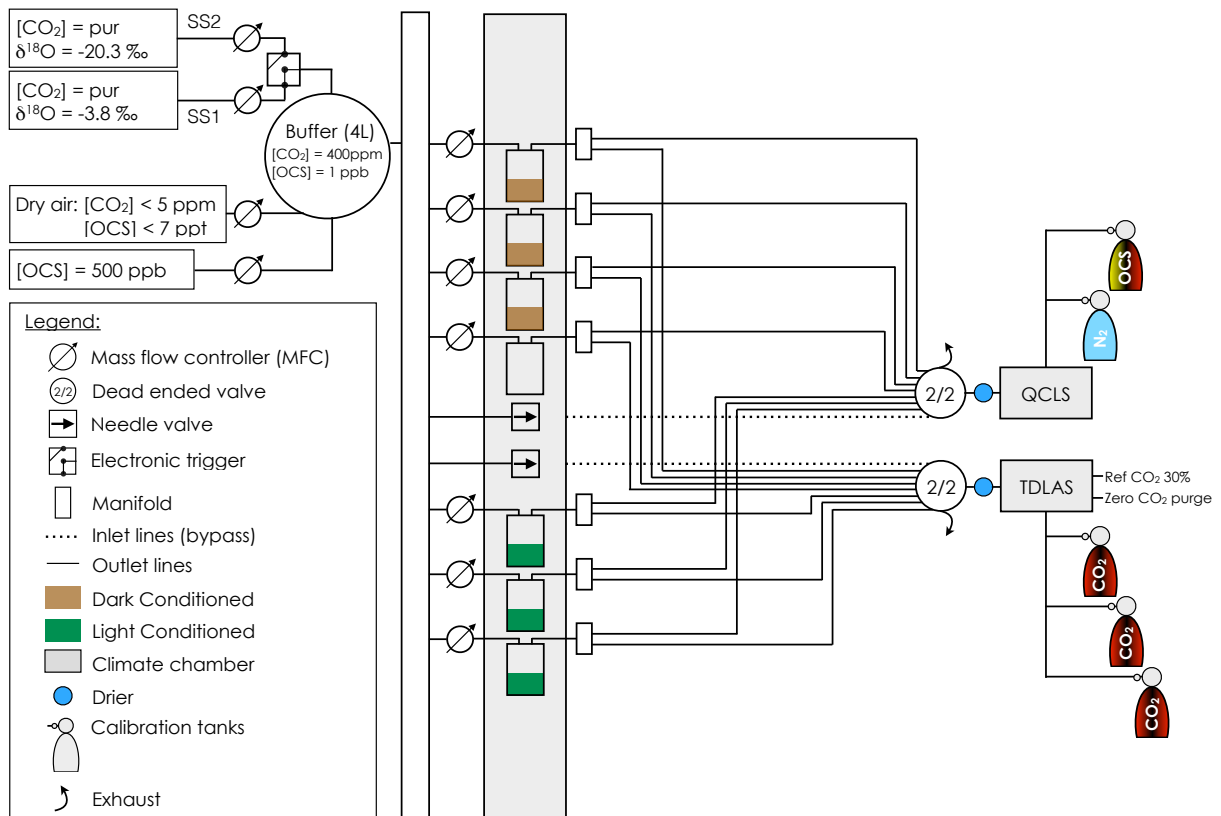 [CO₂] = pur
δ¹⁸O = -20.3 ‰
SS2
[CO₂] = pur
δ¹⁸O = -3.8 ‰
SS1
Buffer (4L)
[CO₂] = 400ppm
[OCS] = 1 ppb
Dry air: [CO₂] < 5 ppm
[OCS] < 7 ppt
[OCS] = 500 ppb
Legend:
Mass flow controller (MFC)
2/2
Dead ended valve
Needle valve
Electronic trigger
Manifold
Inlet lines (bypass)
Outlet lines
Dark Conditioned
Light Conditioned
Climate chamber
Drier
Calibration tanks
Exhaust
OCS
N₂
2/2
QCLS
2/2
TDLAS
Ref CO₂ 30%
Zero CO₂ purge
CO₂
CO₂
CO₂